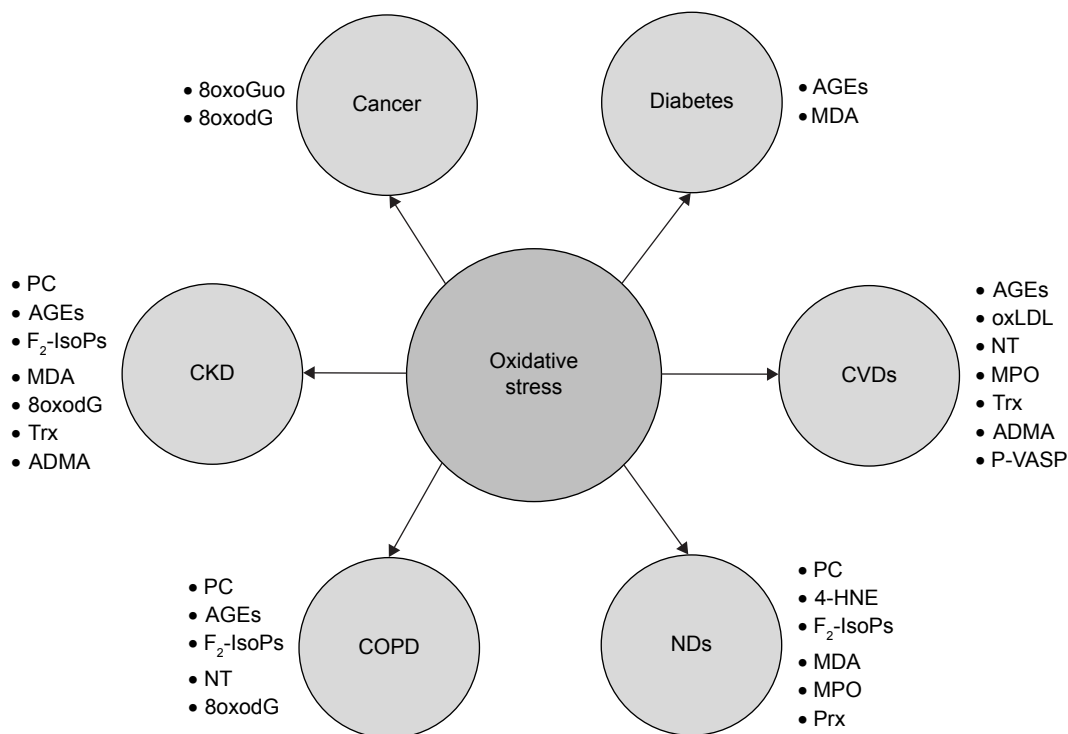 • 8oxoGuo
• 8oxodG
Cancer
Diabetes
• AGEs
• MDA
• PC
• AGEs
• F₂-IsoPs
• MDA
• 8oxodG
• Trx
• ADMA
CKD
Oxidative
stress
CVDs
• AGEs
• oxLDL
• NT
• MPO
• Trx
• ADMA
• P-VASP
• PC
• AGEs
• F₂-IsoPs
• NT
• 8oxodG
COPD
NDs
• PC
• 4-HNE
• F₂-IsoPs
• MDA
• MPO
• Prx